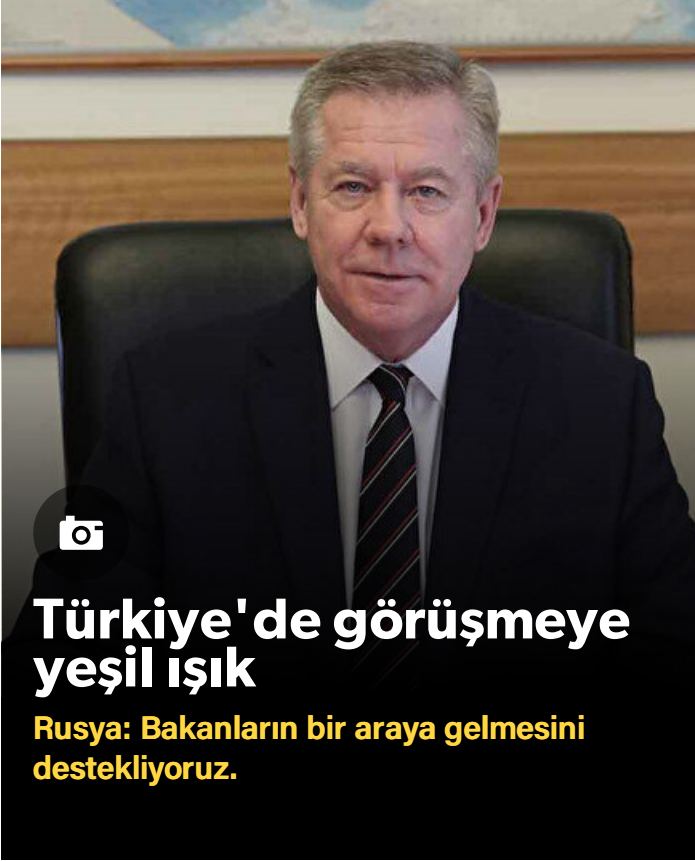 Türkiye'de görüşmeye
yeşil ışık
Rusya: Bakanların bir araya gelmesini
destekliyoruz.